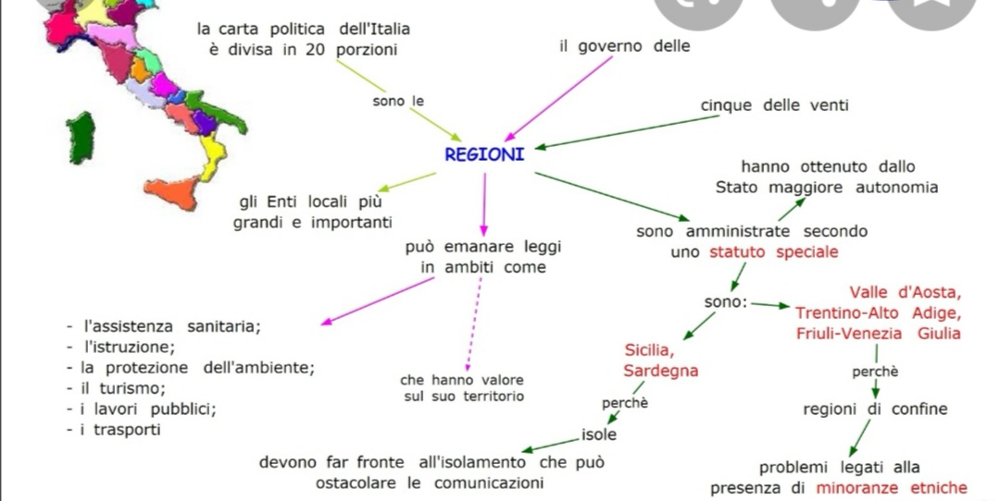 la carta politica dell'Italia
è divisa in 20 porzioni
il governo delle
sono le
cinque delle venti
REGIONI
hanno ottenuto dallo
Stato maggiore autonomia
gli Enti locali più
grandi e importanti
sono amministrate secondo
uno statuto speciale
può emanare leggi
in ambiti come
sono:
Valle d'Aosta,
Trentino-Alto Adige,
Friuli-Venezia Giulia
- l'assistenza sanitaria;
- l'istruzione;
- la protezione dell'ambiente;
- il turismo;
- i lavori pubblici;
- i trasporti
che hanno valore
sul suo territorio
Sicilia,
Sardegna
perchè
perchè
regioni di confine
isole
devono far fronte all'isolamento che può
ostacolare le comunicazioni
problemi legati alla
presenza di minoranze etniche